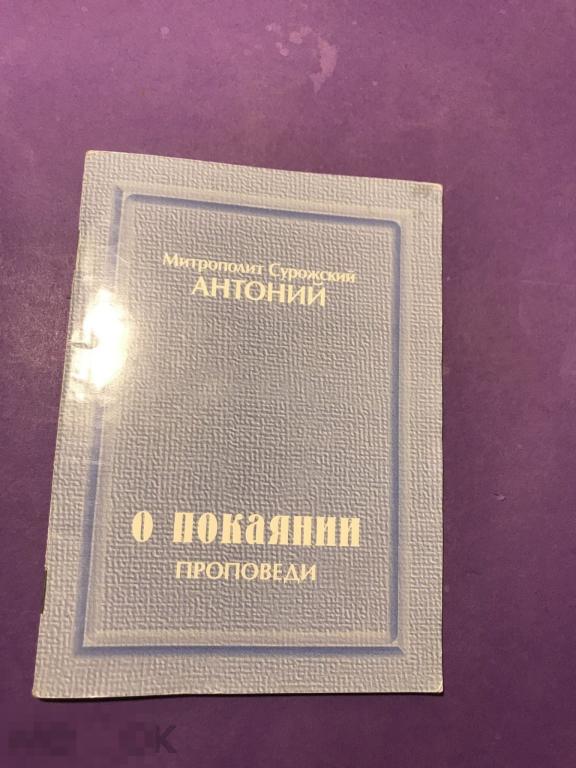 Митрополит Сурожский
АНТОНИЙ
О ПОКАЯНИИ
ПРОПОВЕДИ